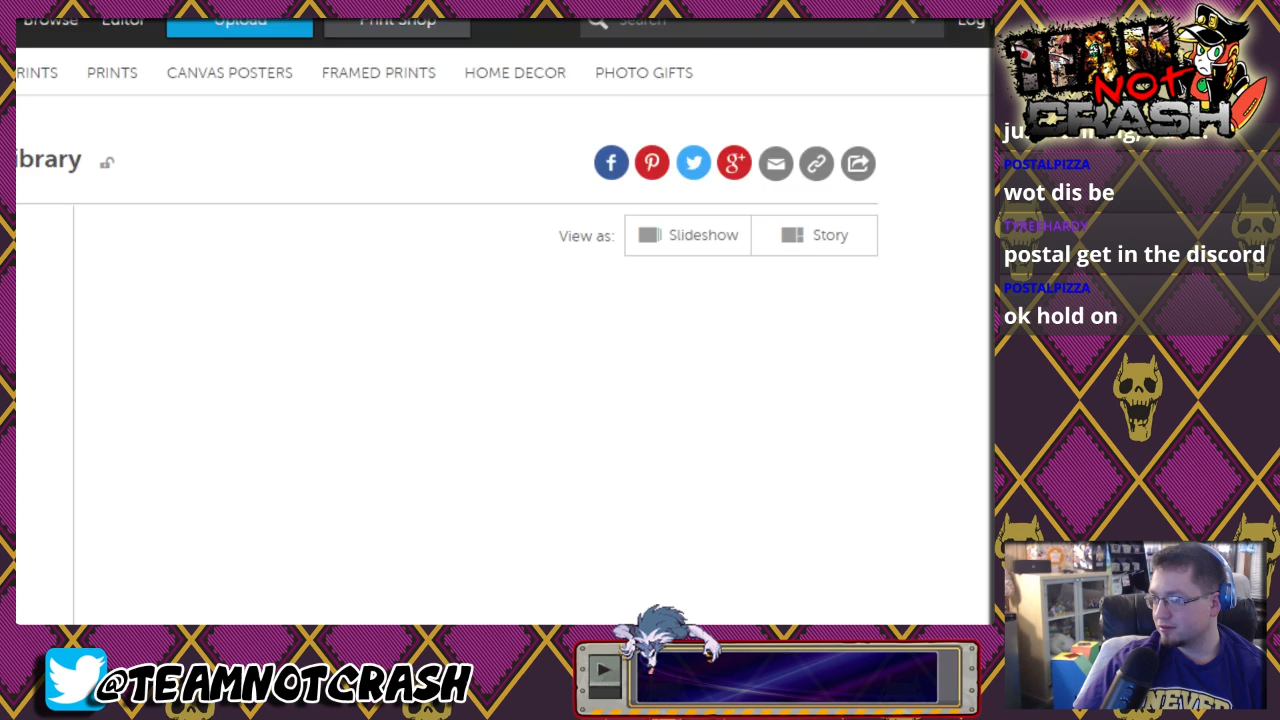 Browse Editor Upload Print Shop Search Log
RINTS PRINTS CANVAS POSTERS FRAMED PRINTS HOME DECOR PHOTO GIFTS
ibrary
View as: Slideshow Story
TEAM
NOT
CRASH
POSTALPIZZA
wot dis be
TYREEHARDY
postal get in the discord
POSTALPIZZA
ok hold on
@TEAMNOTCRASH